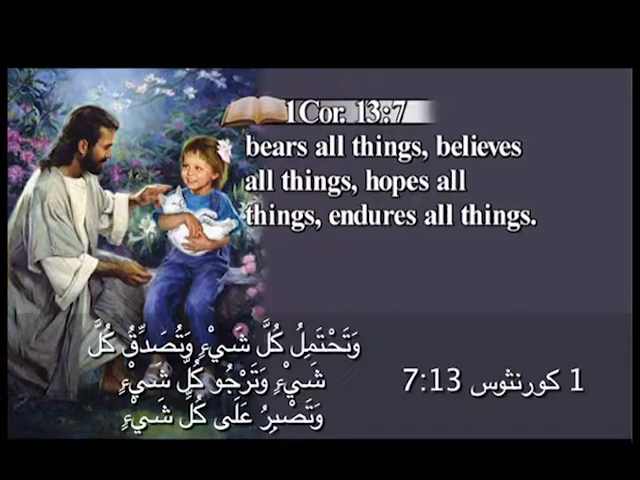 1Cor. 13:7
bears all things, believes
all things, hopes all
things, endures all things.
وَتَحْتَمِلُ كُلَّ شَيْءٍ وَتُصَدِّقُ كُلَّ
شَيْءٍ وَتَرْجُو كُلَّ شَيْءٍ
وَتَصْبِرُ عَلَى كُلِّ شَيْءٍ
1 كورنثوس 7:13